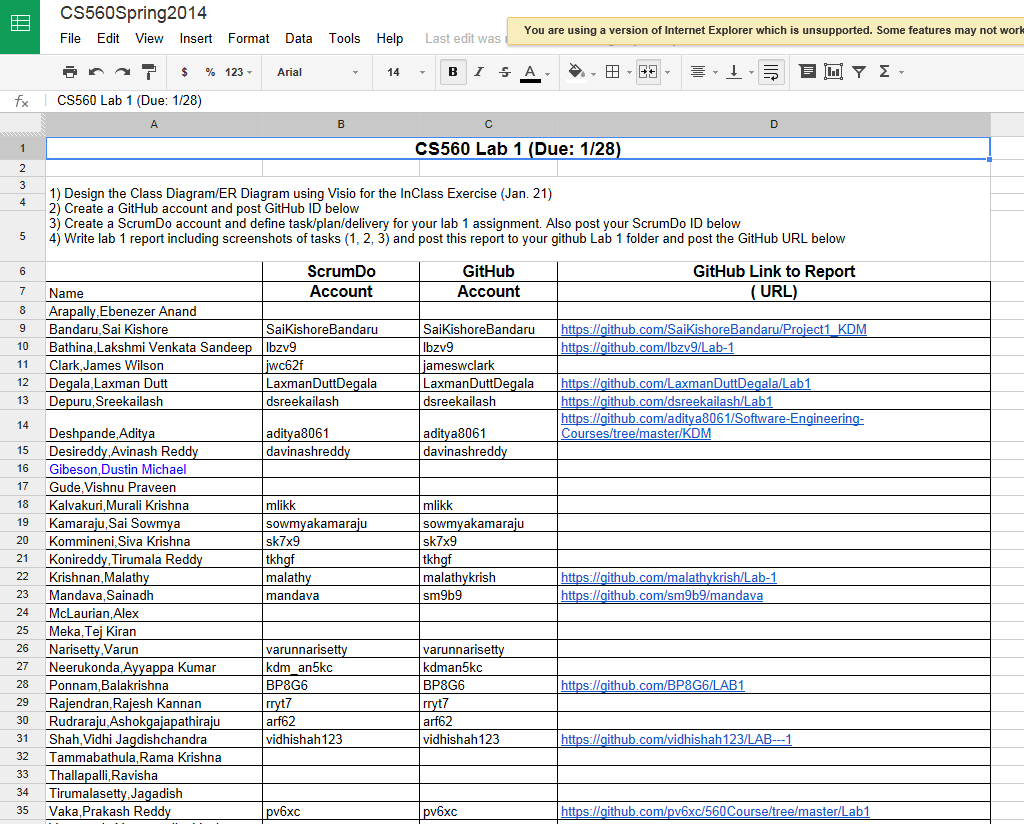 CS560Spring2014
File Edit View Insert Format Data Tools Help Last edit was
You are using a version of Internet Explorer which is unsupported. Some features may not work
$ % 123 Arial 14 B I S A Σ
fx CS560 Lab 1 (Due: 1/28)
A B C D
1 CS560 Lab 1 (Due: 1/28)
2
3
1) Design the Class Diagram/ER Diagram using Visio for the InClass Exercise (Jan. 21)
4
2) Create a GitHub account and post GitHub ID below
3) Create a ScrumDo account and define task/plan/delivery for your lab 1 assignment. Also post your ScrumDo ID below
5
4) Write lab 1 report including screenshots of tasks (1, 2, 3) and post this report to your github Lab 1 folder and post the GitHub URL below
6 ScrumDo GitHub GitHub Link to Report
7 Name Account Account ( URL)
8 Arapally,Ebenezer Anand
9 Bandaru,Sai Kishore SaiKishoreBandaru SaiKishoreBandaru https://github.com/SaiKishoreBandaru/Project1_KDM
10 Bathina,Lakshmi Venkata Sandeep lbzv9 lbzv9 https://github.com/lbzv9/Lab-1
11 Clark,James Wilson jwc62f jameswclark
12 Degala,Laxman Dutt LaxmanDuttDegala LaxmanDuttDegala https://github.com/LaxmanDuttDegala/Lab1
13 Depuru,Sreekailash dsreekailash dsreekailash https://github.com/dsreekailash/Lab1
https://github.com/aditya8061/Software-Engineering-
14 Deshpande,Aditya aditya8061 aditya8061 Courses/tree/master/KDM
15 Desireddy,Avinash Reddy davinashreddy davinashreddy
16 Gibeson,Dustin Michael
17 Gude,Vishnu Praveen
18 Kalvakuri,Murali Krishna mlikk mlikk
19 Kamaraju,Sai Sowmya sowmyakamaraju sowmyakamaraju
20 Kommineni,Siva Krishna sk7x9 sk7x9
21 Konireddy,Tirumala Reddy tkhgf tkhgf
22 Krishnan,Malathy malathy malathykrish https://github.com/malathykrish/Lab-1
23 Mandava,Sainadh mandava sm9b9 https://github.com/sm9b9/mandava
24 McLaurian,Alex
25 Meka,Tej Kiran
26 Narisetty,Varun varunnarisetty varunnarisetty
27 Neerukonda,Ayyappa Kumar kdm_an5kc kdman5kc
28 Ponnam,Balakrishna BP8G6 BP8G6 https://github.com/BP8G6/LAB1
29 Rajendran,Rajesh Kannan rryt7 rryt7
30 Rudraraju,Ashokgajapathiraju arf62 arf62
31 Shah,Vidhi Jagdishchandra vidhishah123 vidhishah123 https://github.com/vidhishah123/LAB---1
32 Tammabathula,Rama Krishna
33 Thallapalli,Ravisha
34 Tirumalasetty,Jagadish
35 Vaka,Prakash Reddy pv6xc pv6xc https://github.com/pv6xc/560Course/tree/master/Lab1